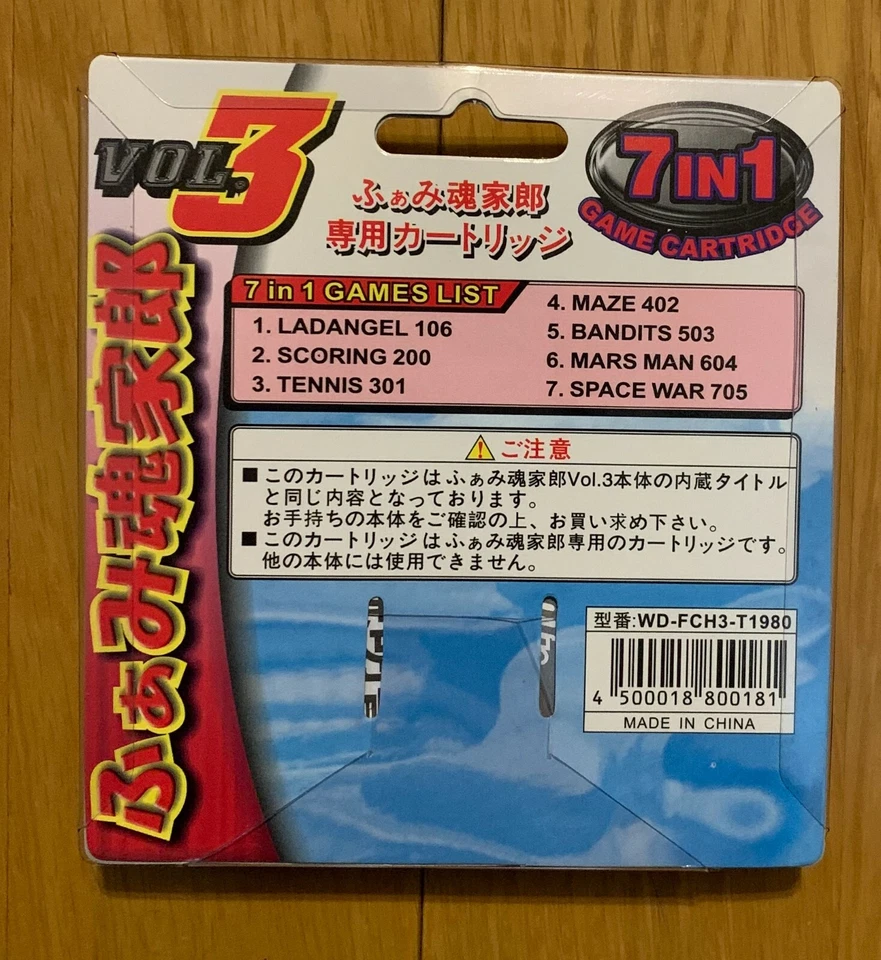 VOL.3
ふぁみ魂家郎
専用カートリッジ
7 IN 1
GAME CARTRIDGE
ふぁみ魂家郎
7 in 1 GAMES LIST
1. LADANGEL 106
2. SCORING 200
3. TENNIS 301
4. MAZE 402
5. BANDITS 503
6. MARS MAN 604
7. SPACE WAR 705
ご注意
■このカートリッジはふぁみ魂家郎Vol.3本体の内蔵タイトル
と同じ内容となっております。
お手持ちの本体をご確認の上、お買い求め下さい。
■このカートリッジはふぁみ魂家郎専用のカートリッジです。
他の本体には使用できません。
型番:WD-FCH3-T1980
4 500018 800181
MADE IN CHINA